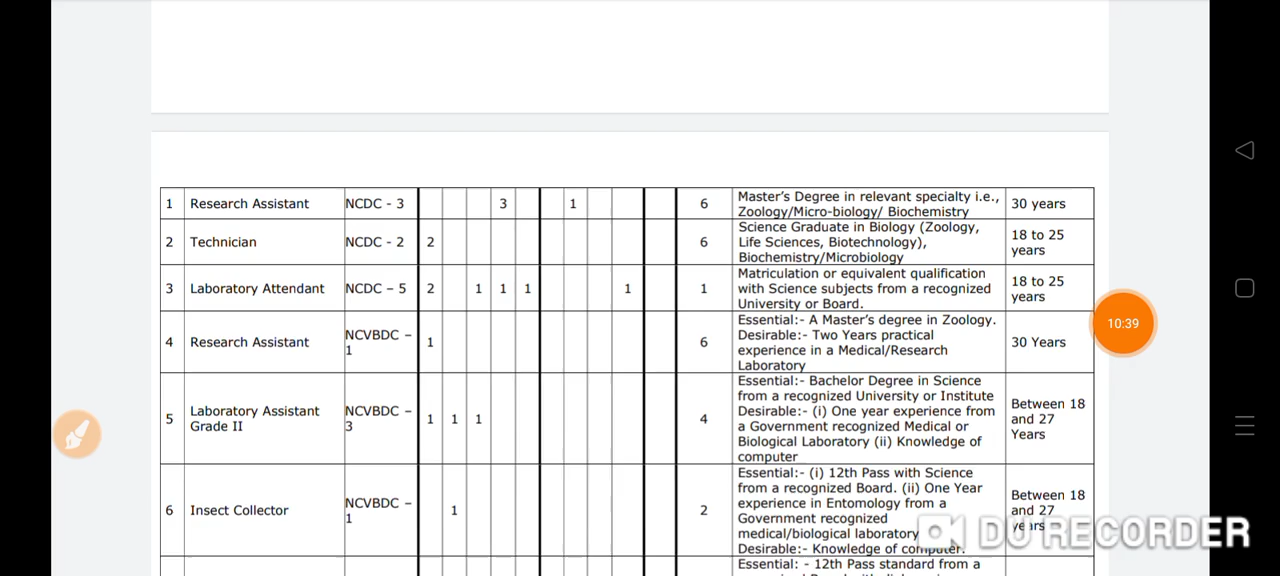 1 Research Assistant NCDC - 3 3 1 6 Master's Degree in relevant specialty i.e., 30 years
Zoology/Micro-biology/ Biochemistry
2 Technician NCDC - 2 2 6 Science Graduate in Biology (Zoology, 18 to 25
Life Sciences, Biotechnology), years
Biochemistry/Microbiology
3 Laboratory Attendant NCDC – 5 2 1 1 1 1 1 Matriculation or equivalent qualification 18 to 25
with Science subjects from a recognized years
University or Board.
4 Research Assistant NCVBDC – 1 6 Essential:- A Master's degree in Zoology. 30 Years
1 Desirable:- Two Years practical
experience in a Medical/Research
Laboratory
5 Laboratory Assistant NCVBDC – 1 1 1 4 Essential:- Bachelor Degree in Science Between 18
Grade II 3 from a recognized University or Institute and 27
Desirable:- (i) One year experience from Years
a Government recognized Medical or
Biological Laboratory (ii) Knowledge of
computer
6 Insect Collector NCVBDC – 1 2 Essential:- (i) 12th Pass with Science Between 18
1 from a recognized Board. (ii) One Year and 27
experience in Entomology from a years
Government recognized
medical/biological laboratory
Desirable:- Knowledge of computer.
Essential: - 12th Pass standard from a
10:39
DU RECORDER